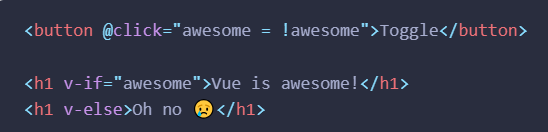 <button @click="awesome = !awesome">Toggle</button>
<h1 v-if="awesome">Vue is awesome!</h1>
<h1 v-else>Oh no 😢</h1>